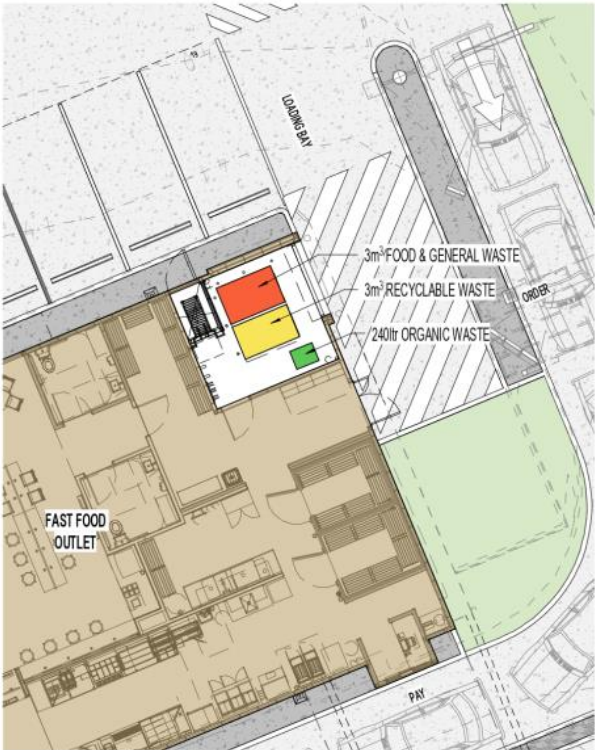 LOADING BAY
3m³ FOOD & GENERAL WASTE
3m³ RECYCLABLE WASTE
ORDER
240ltr ORGANIC WASTE
FAST FOOD
OUTLET
PAY